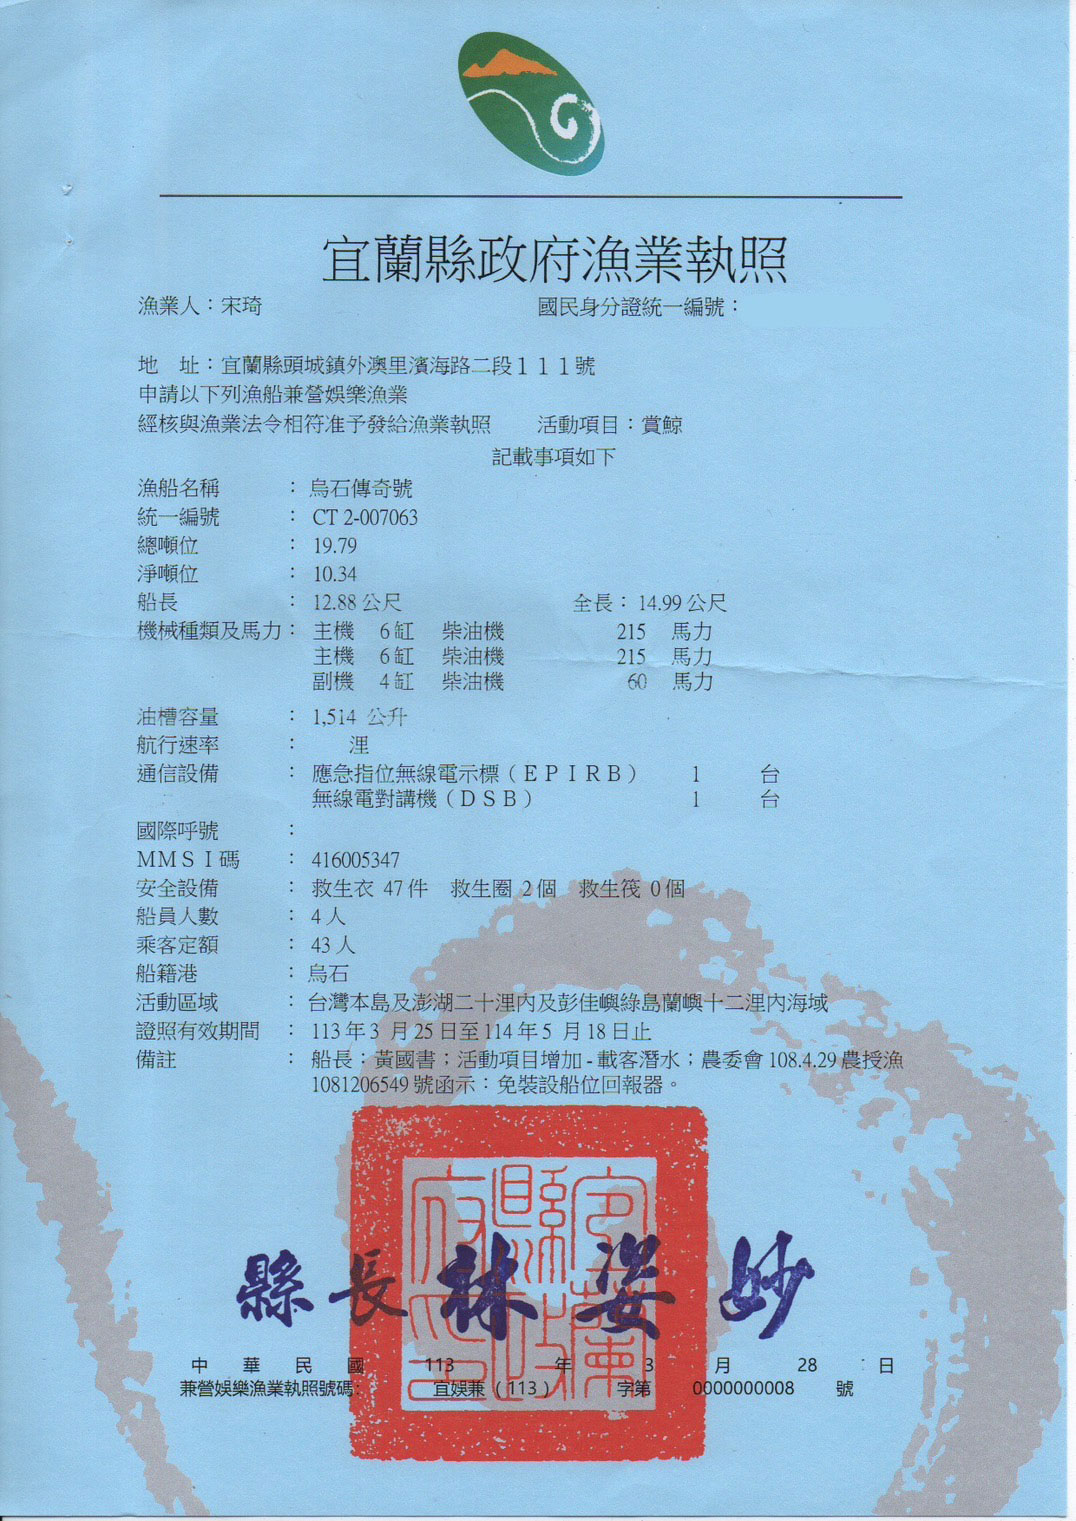 宜蘭縣政府漁業執照
漁業人：宋琦　國民身分證統一編號：
地　址：宜蘭縣頭城鎮外澳里濱海路二段１１１號
申請以下列漁船兼營娛樂漁業
經核與漁業法令相符准予發給漁業執照　活動項目：賞鯨
記載事項如下
漁船名稱　：烏石傳奇號
統一編號　：CT 2-007063
總噸位　：19.79
淨噸位　：10.34
船長　：12.88 公尺　全長：14.99 公尺
機械種類及馬力：主機　6 缸　柴油機　215　馬力
主機　6 缸　柴油機　215　馬力
副機　4 缸　柴油機　60　馬力
油槽容量　：1,514 公升
航行速率　：　浬
通信設備　：應急指位無線電示標（ＥＰＩＲＢ）　1　台
無線電對講機（ＤＳＢ）　1　台
國際呼號　：
ＭＭＳＩ碼　：416005347
安全設備　：救生衣 47 件　救生圈 2 個　救生筏 0 個
船員人數　：4 人
乘客定額　：43 人
船籍港　：烏石
活動區域　：台灣本島及澎湖二十浬內及彭佳嶼綠島蘭嶼十二浬內海域
證照有效期間　：113 年 3 月 25 日至 114 年 5 月 18 日止
備註　：船長：黃國書；活動項目增加 - 載客潛水；農委會 108.4.29 農授漁
1081206549 號函示：免裝設船位回報器。
宜蘭縣政府之印
縣長 林姿妙
中 華 民 國 113 年 3 月 28 日
兼營娛樂漁業執照號碼：宜娛兼（113）字第 0000000008 號